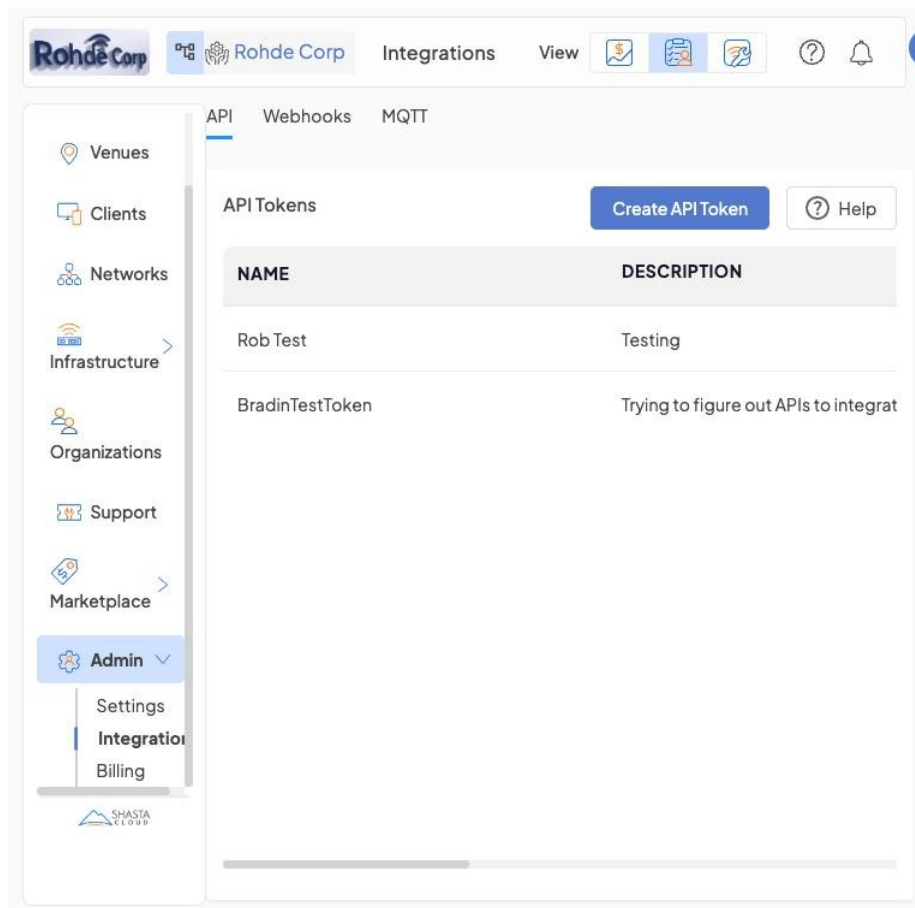 Rohde Corp
Rohde Corp
Integrations
View
API
Webhooks
MQTT
Venues
Clients
Networks
Infrastructure
Organizations
Support
Marketplace
Admin
Settings
Integration
Billing
SHASTA
CLOUD
API Tokens
Create API Token
Help
NAME
DESCRIPTION
Rob Test
Testing
BradinTestToken
Trying to figure out APIs to integrat